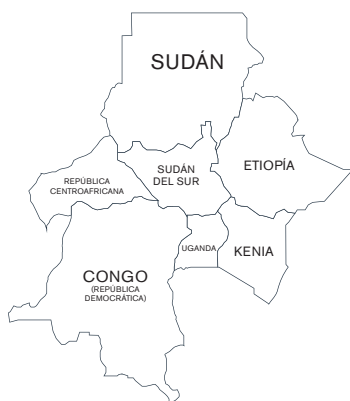 SUDÁN
ETIOPÍA
SUDÁN
DEL SUR
REPÚBLICA
CENTROAFRICANA
UGANDA
KENIA
CONGO
(REPÚBLICA
DEMOCRÁTICA)